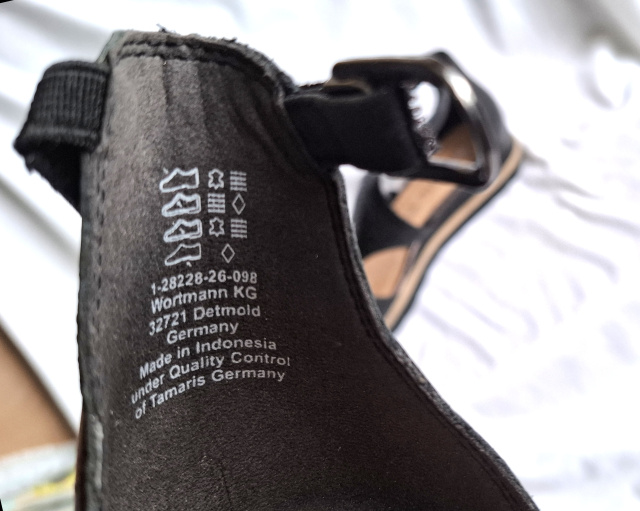 1-28228-26-098
Wortmann KG
32721 Detmold
Germany
Made in Indonesia
under Quality Control
of Tamaris Germany